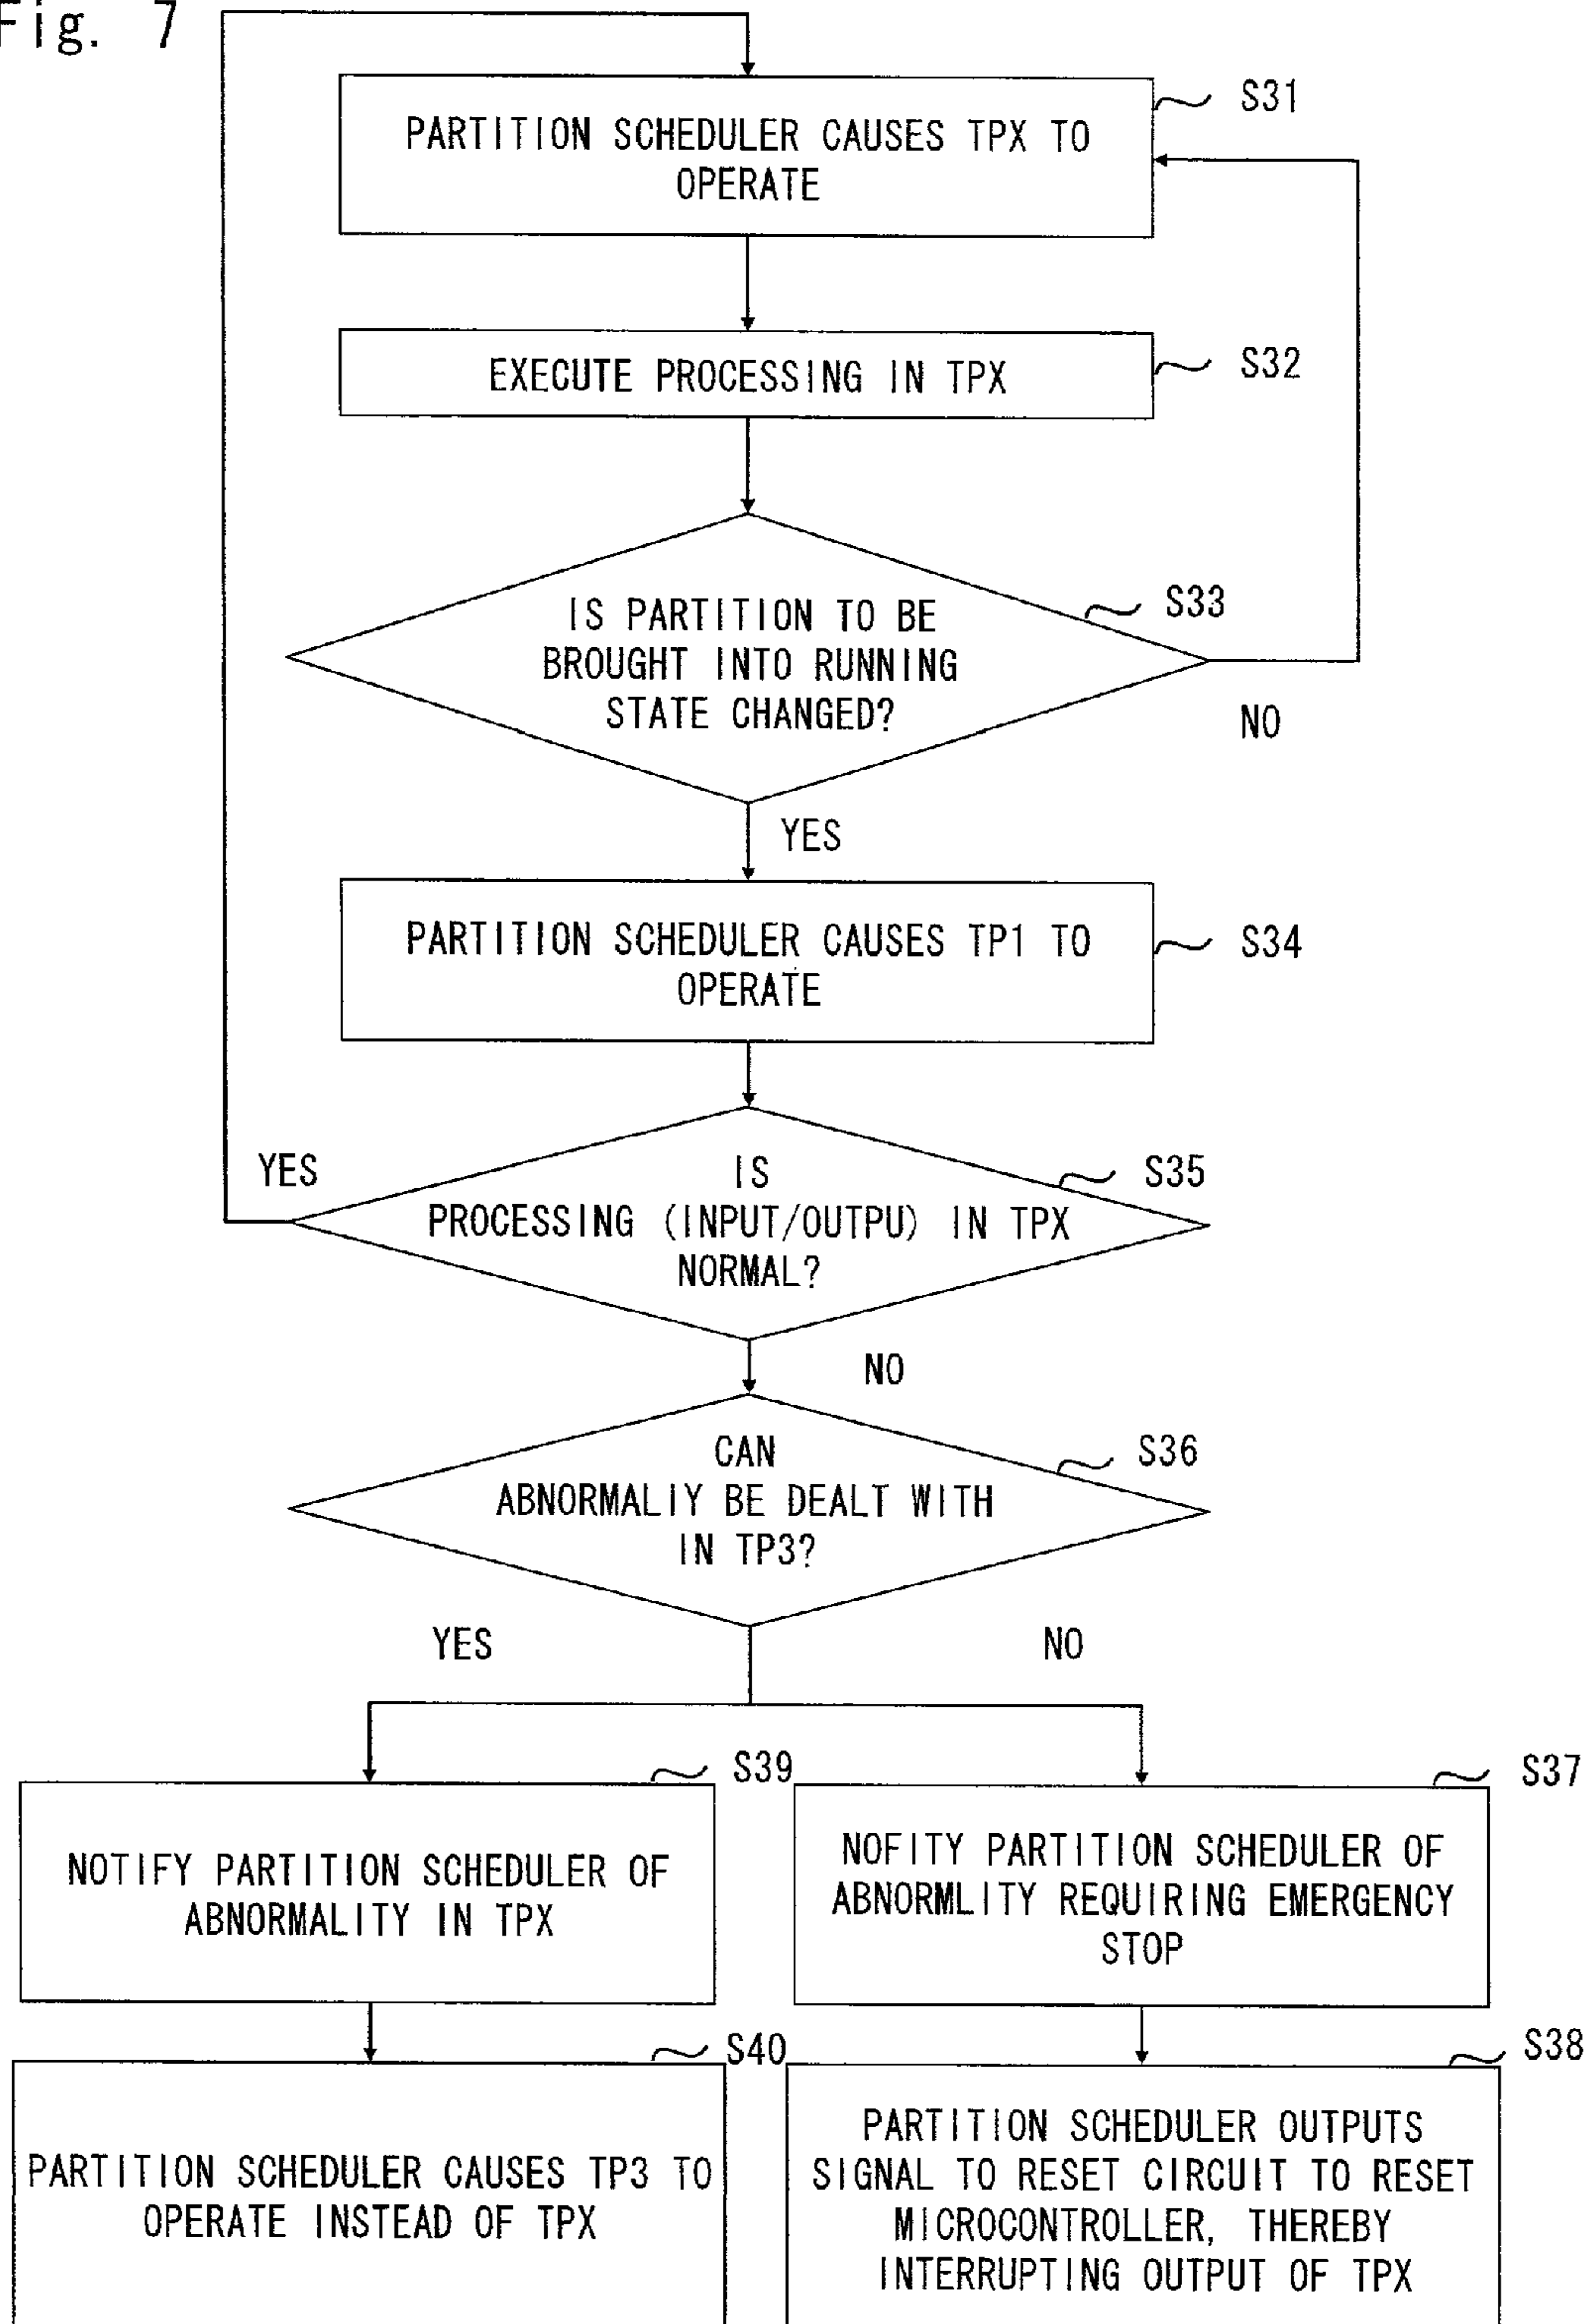 Fig. 7
S31
PARTITION SCHEDULER CAUSES TPX TO
OPERATE
EXECUTE PROCESSING IN TPX
S32
IS PARTITION TO BE
BROUGHT INTO RUNNING
STATE CHANGED?
S33
NO
YES
PARTITION SCHEDULER CAUSES TP1 TO
OPERATE
S34
YES
IS
PROCESSING (INPUT/OUTPU) IN TPX
NORMAL?
S35
NO
CAN
ABNORMALIY BE DEALT WITH
IN TP3?
S36
YES
NO
S39
NOTIFY PARTITION SCHEDULER OF
ABNORMALITY IN TPX
S37
NOFITY PARTITION SCHEDULER OF
ABNORMLITY REQUIRING EMERGENCY
STOP
S40
PARTITION SCHEDULER CAUSES TP3 TO
OPERATE INSTEAD OF TPX
S38
PARTITION SCHEDULER OUTPUTS
SIGNAL TO RESET CIRCUIT TO RESET
MICROCONTROLLER, THEREBY
INTERRUPTING OUTPUT OF TPX